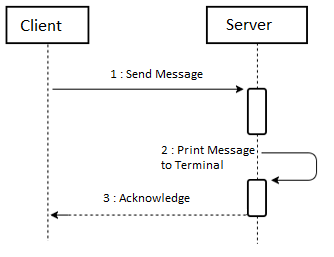 Client
Server
1 : Send Message
2 : Print Message
to Terminal
3 : Acknowledge